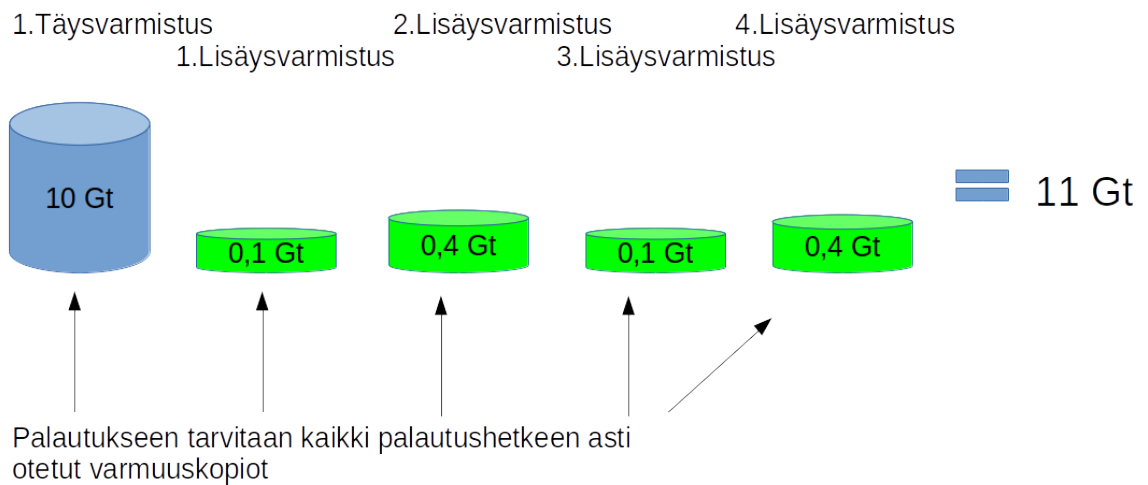 1.Täysvarmistus
1.Lisäysvarmistus
2.Lisäysvarmistus
3.Lisäysvarmistus
4.Lisäysvarmistus
10 Gt
0,1 Gt
0,4 Gt
0,1 Gt
0,4 Gt
11 Gt
Palautukseen tarvitaan kaikki palautushetkeen asti
otetut varmuuskopiot